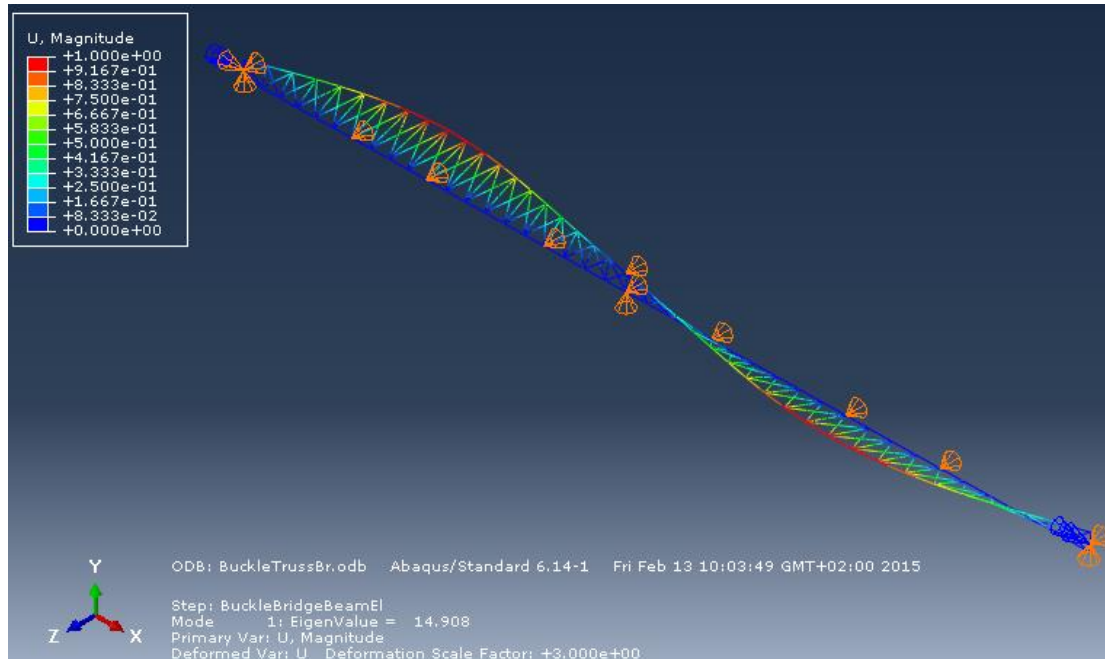 U, Magnitude
+1.000e+00
+9.167e-01
+8.333e-01
+7.500e-01
+6.667e-01
+5.833e-01
+5.000e-01
+4.167e-01
+3.333e-01
+2.500e-01
+1.667e-01
+8.333e-02
+0.000e+00
Y
Z X
ODB: BuckleTrussBr.odb Abaqus/Standard 6.14-1 Fri Feb 13 10:03:49 GMT+02:00 2015
Step: BuckleBridgeBeamEl
Mode 1: EigenValue = 14.908
Primary Var: U, Magnitude
Deformed Var: U Deformation Scale Factor: +3.000e+00